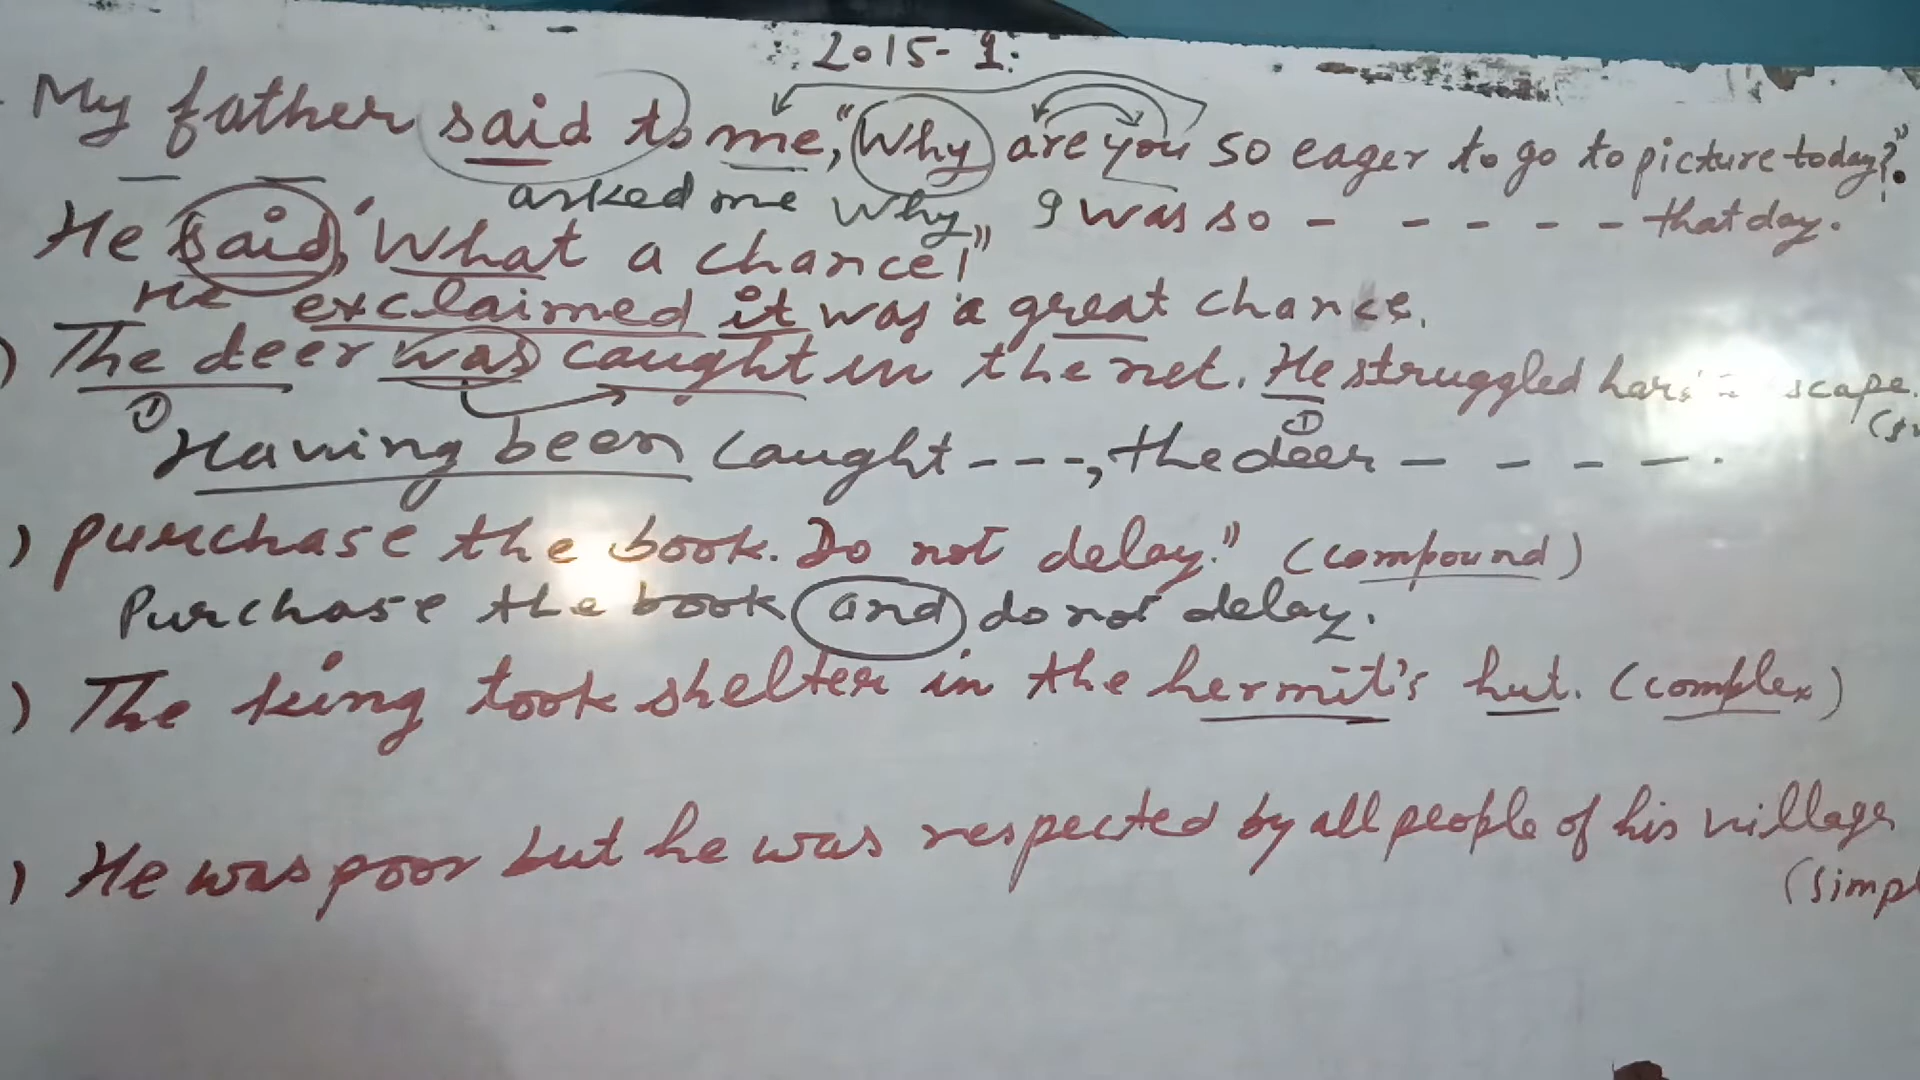 2015-1:
My father said to me, "Why are you so eager to go to picture today?".
asked me why I was so - - - - - that day.
He said, "What a chance!"
He exclaimed it was a great chance.
) The deer was caught in the net. He struggled scape.
1 1
Having been caught ---, the deer - - - -.
) purchase the book. Do not delay." (compound)
Purchase the book and do not delay.
) The king took shelter in the hermit's hut. (complex)
) He was poor but he was respected by all people of his village
(simpl